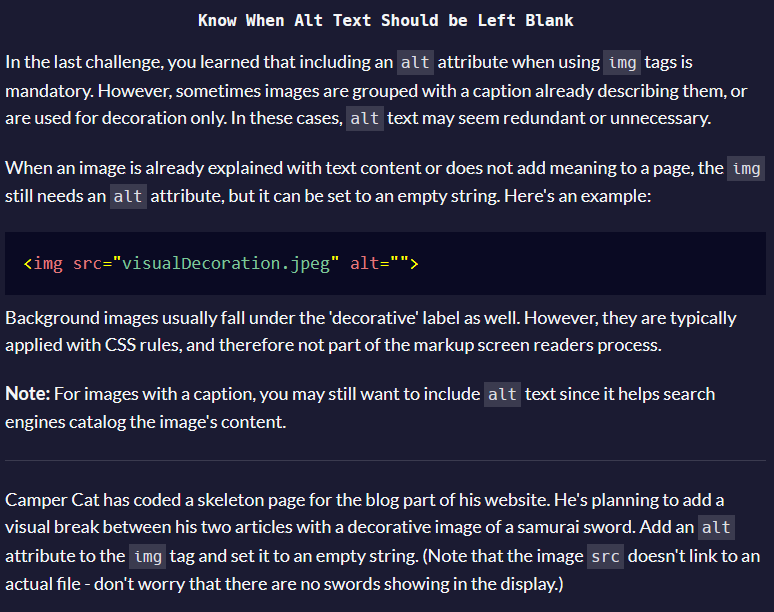 Know When Alt Text Should be Left Blank
In the last challenge, you learned that including an alt attribute when using img tags is
mandatory. However, sometimes images are grouped with a caption already describing them, or
are used for decoration only. In these cases, alt text may seem redundant or unnecessary.
When an image is already explained with text content or does not add meaning to a page, the img
still needs an alt attribute, but it can be set to an empty string. Here's an example:
<img src="visualDecoration.jpeg" alt="">
Background images usually fall under the 'decorative' label as well. However, they are typically
applied with CSS rules, and therefore not part of the markup screen readers process.
Note: For images with a caption, you may still want to include alt text since it helps search
engines catalog the image's content.
Camper Cat has coded a skeleton page for the blog part of his website. He's planning to add a
visual break between his two articles with a decorative image of a samurai sword. Add an alt
attribute to the img tag and set it to an empty string. (Note that the image src doesn't link to an
actual file - don't worry that there are no swords showing in the display.)